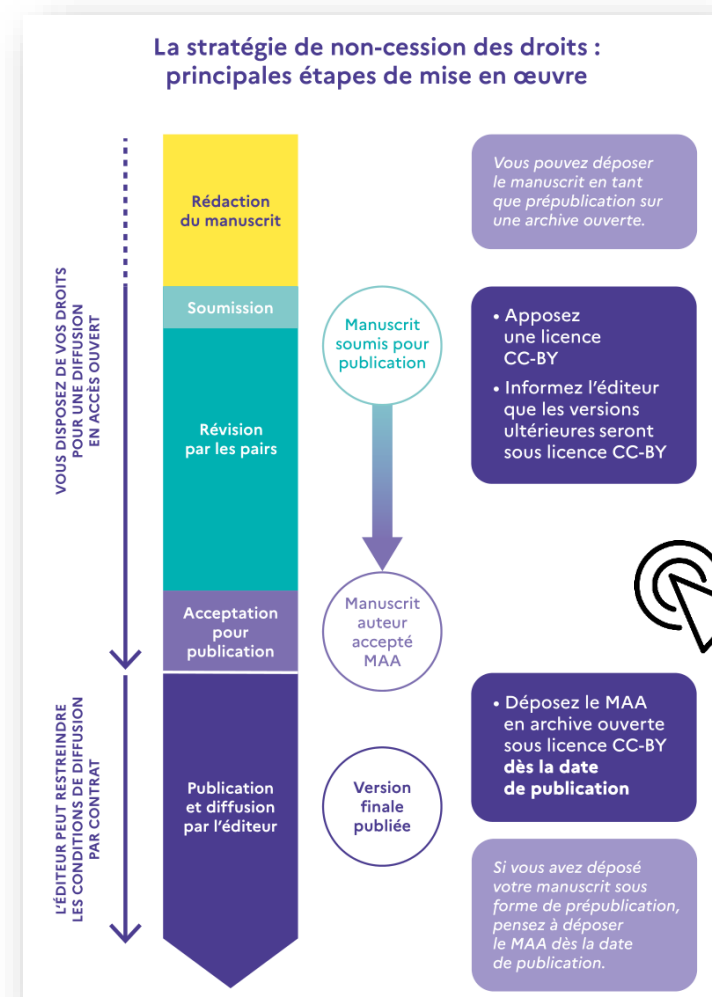 La stratégie de non-cession des droits :
principales étapes de mise en œuvre
Rédaction
du manuscrit
Vous pouvez déposer
le manuscrit en tant
que prépublication sur
une archive ouverte.
VOUS DISPOSEZ DE VOS DROITS
POUR UNE DIFFUSION
EN ACCÈS OUVERT
Soumission
Manuscrit
soumis pour
publication
• Apposez
une licence
CC-BY
• Informez l’éditeur
que les versions
ultérieures seront
sous licence CC-BY
Révision
par les pairs
Acceptation
pour
publication
Manuscrit
auteur
accepté
MAA
L’ÉDITEUR PEUT RESTREINDRE
LES CONDITIONS DE DIFFUSION
PAR CONTRAT
Publication
et diffusion
par l’éditeur
Version
finale
publiée
• Déposez le MAA
en archive ouverte
sous licence CC-BY
dès la date
de publication
Si vous avez déposé
votre manuscrit sous
forme de prépublication,
pensez à déposer
le MAA dès la date
de publication.